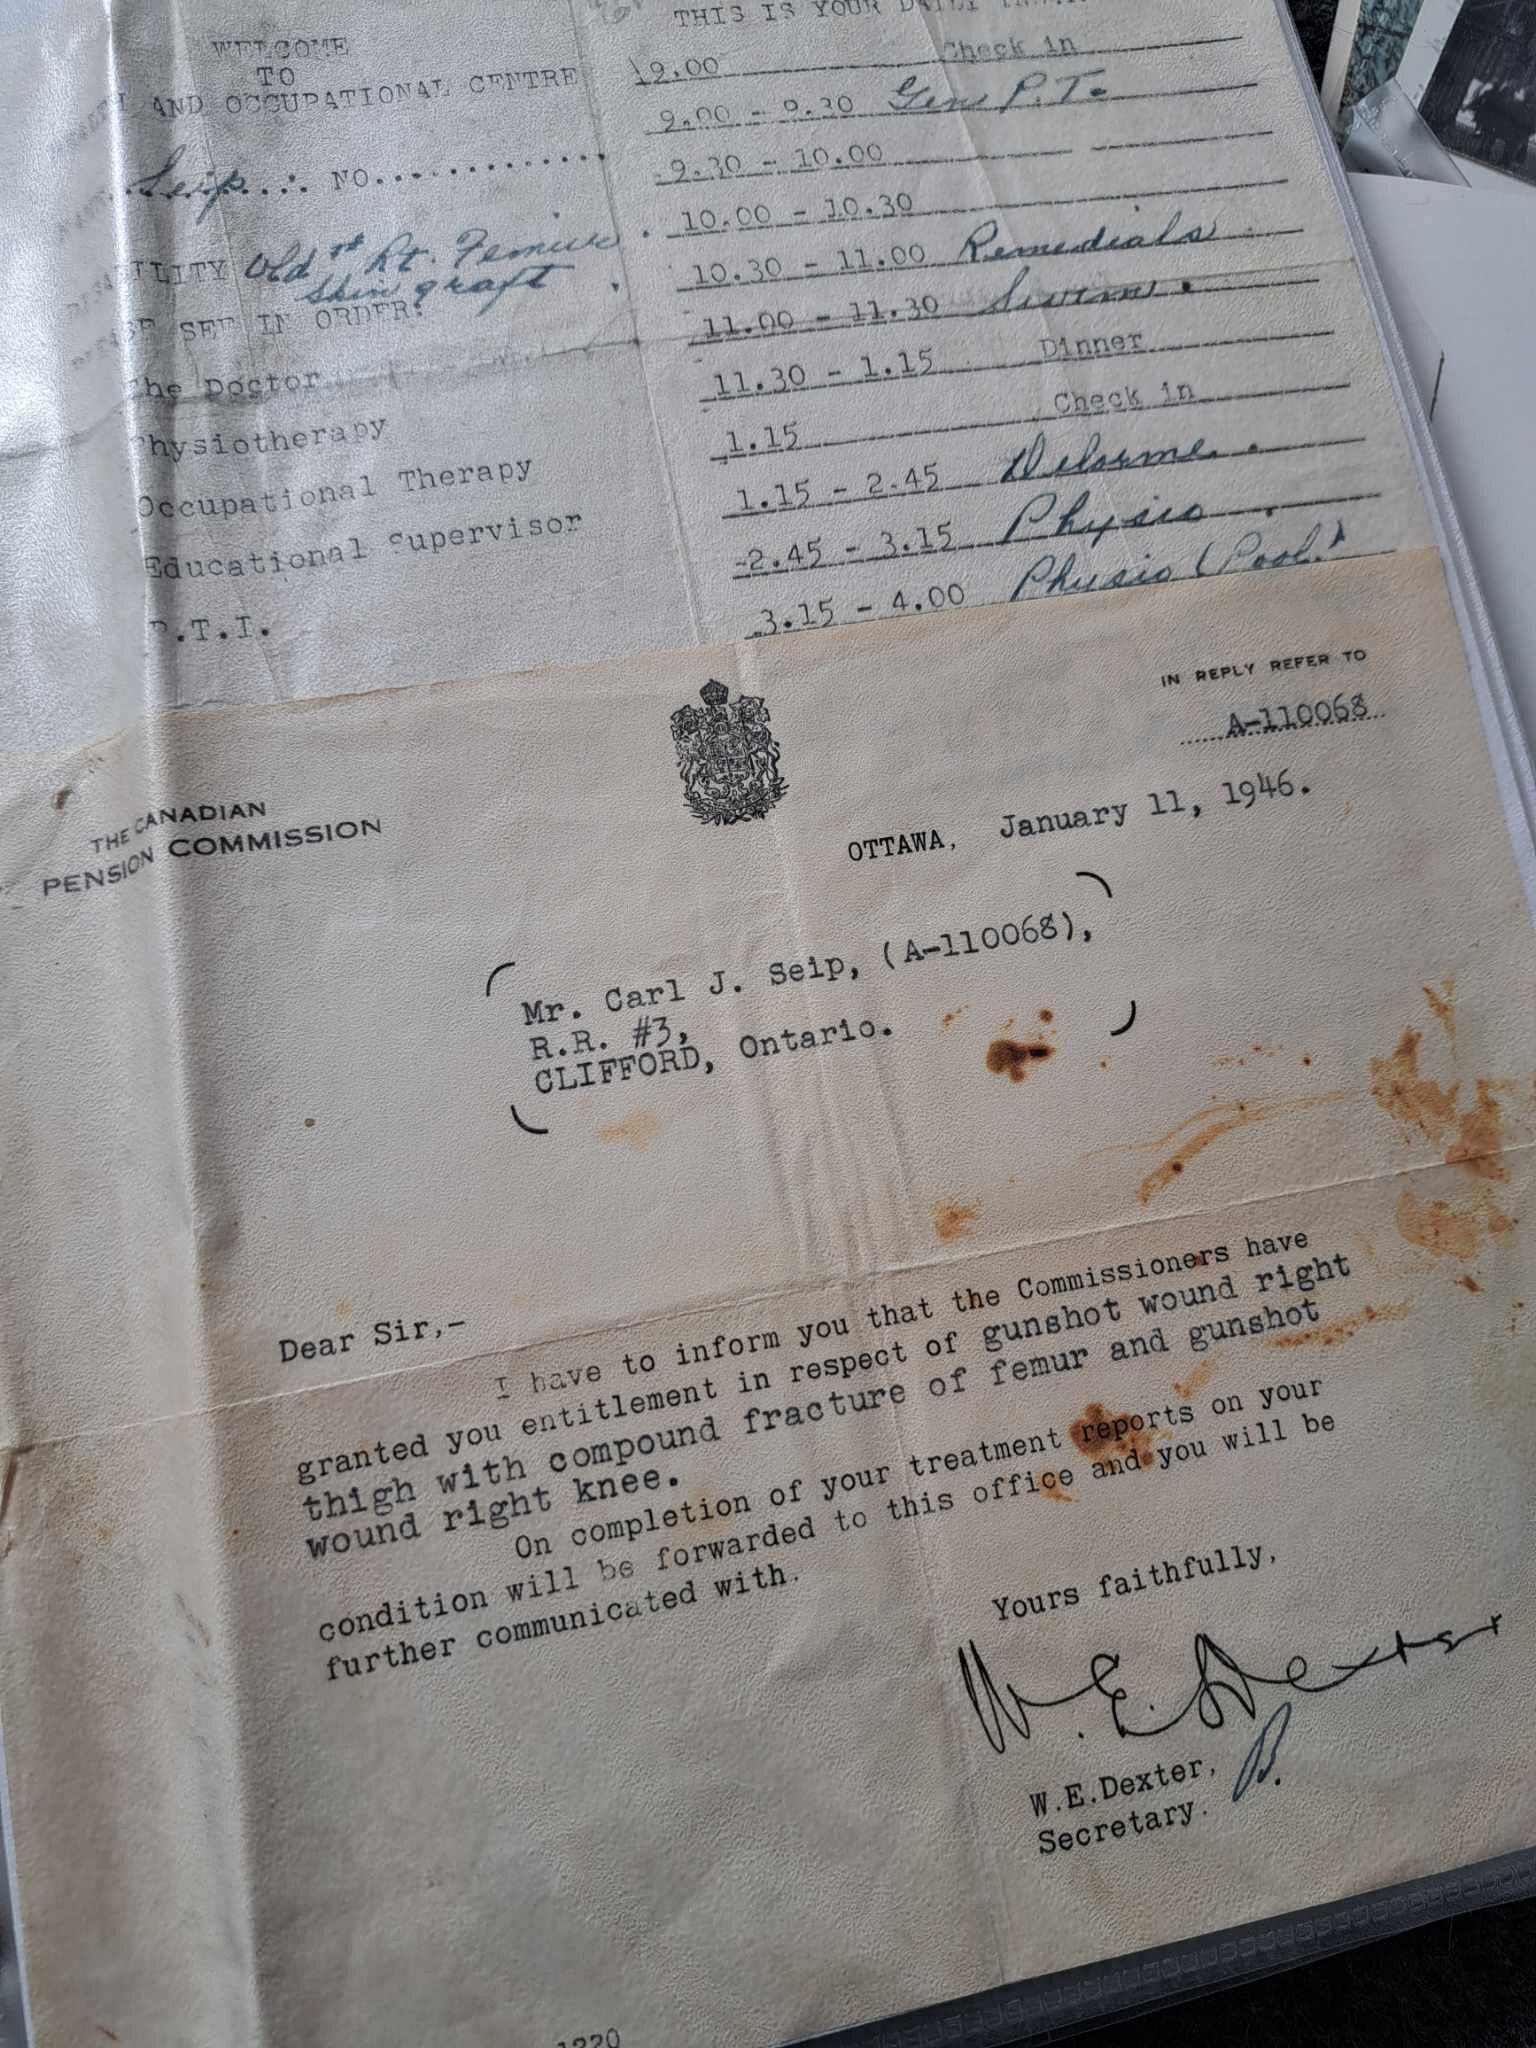 WELCOME
TO
AND OCCUPATIONAL CENTRE
Seip.... NO..............
ILITY Old rt Rt. Femur
Skin graft
SEE IN ORDER:
The Doctor
Physiotherapy
Occupational Therapy
Educational Supervisor
P.T.I.
THIS IS YOUR DAILY
9.00 Check in
9.00 - 9.30 Gen P.T.
9.30 - 10.00
10.00 - 10.30
10.30 - 11.00 Remedials
11.00 - 11.30 Swim.
11.30 - 1.15 Dinner
1.15 Check in
1.15 - 2.45 Delorme.
2.45 - 3.15 Physio.
3.15 - 4.00 Physio (Pool.)
THE CANADIAN
PENSION COMMISSION
IN REPLY REFER TO
A-110068
OTTAWA, January 11, 1946.
Mr. Carl J. Seip, (A-110068),
R.R. #3,
CLIFFORD, Ontario.
Dear Sir,-
I have to inform you that the Commissioners have
granted you entitlement in respect of gunshot wound right
thigh with compound fracture of femur and gunshot
wound right knee.
On completion of your treatment reports on your
condition will be forwarded to this office and you will be
further communicated with.
Yours faithfully,
W. E. Dexter
W.E.Dexter,
Secretary. B.
1220